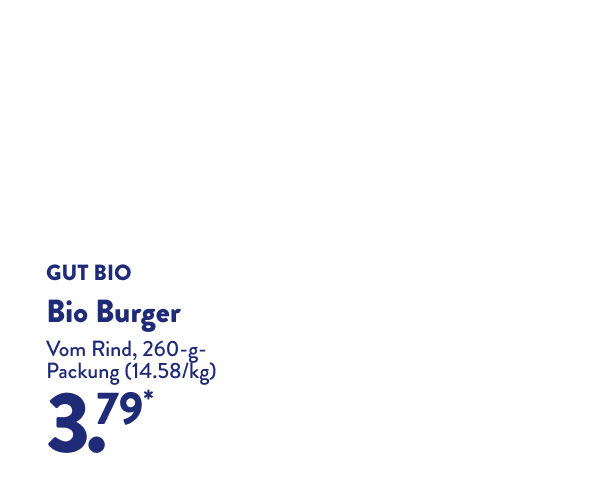 GUT BIO
Bio Burger
Vom Rind, 260-g-
Packung (14.58/kg)
3.79*